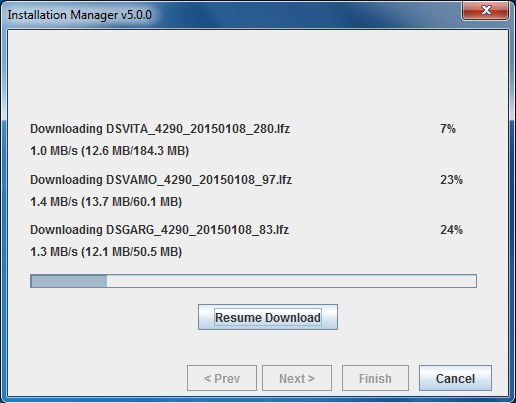 Installation Manager v5.0.0
Downloading DSVITA_4290_20150108_280.lfz 7%
1.0 MB/s (12.6 MB/184.3 MB)
Downloading DSVAMO_4290_20150108_97.lfz 23%
1.4 MB/s (13.7 MB/60.1 MB)
Downloading DSGARG_4290_20150108_83.lfz 24%
1.3 MB/s (12.1 MB/50.5 MB)
Resume Download
< Prev Next > Finish Cancel